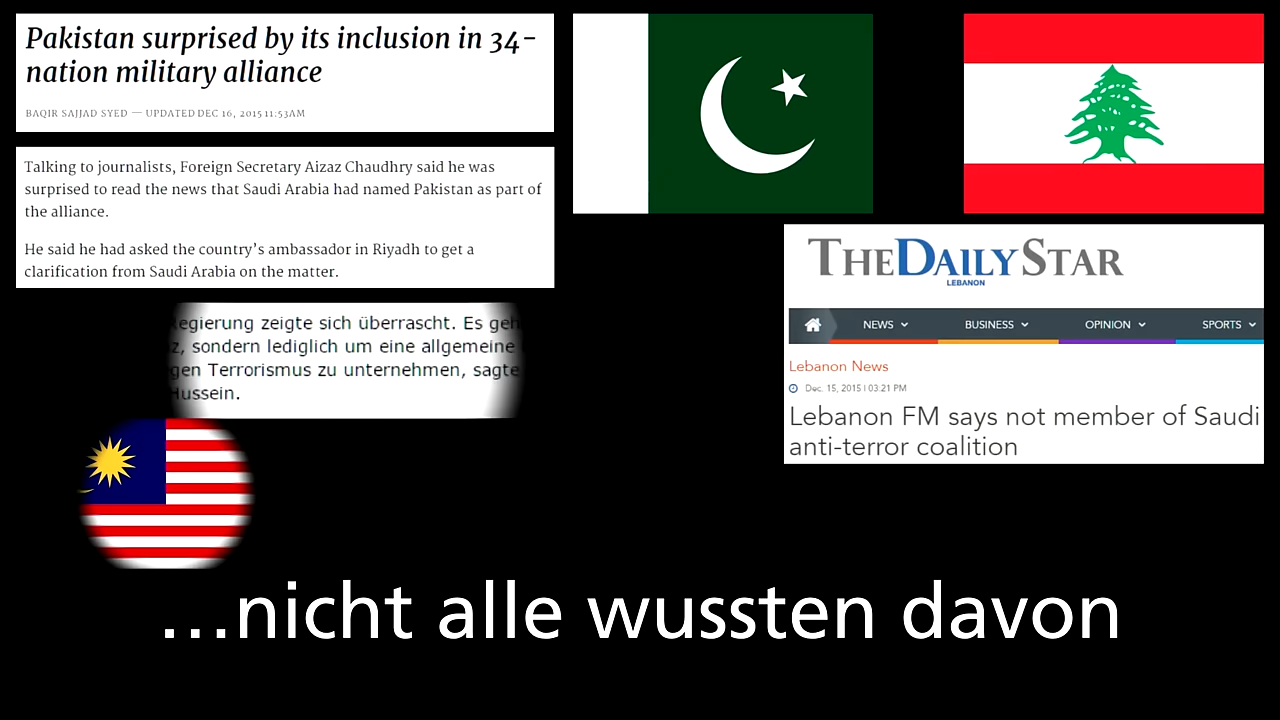 Pakistan surprised by its inclusion in 34-
nation military alliance
BAQIR SAJJAD SYED — UPDATED DEC 16, 2015 11:53AM
Talking to journalists, Foreign Secretary Aizaz Chaudhry said he was
surprised to read the news that Saudi Arabia had named Pakistan as part of
the alliance.
He said he had asked the country's ambassador in Riyadh to get a
clarification from Saudi Arabia on the matter.
Regierung zeigte sich überrascht. Es geh
z, sondern lediglich um eine allgemeine
gen Terrorismus zu unternehmen, sagte
Hussein.
THE DAILY STAR
LEBANON
NEWS BUSINESS OPINION SPORTS
Lebanon News
Dec. 15, 2015 | 03:21 PM
Lebanon FM says not member of Saudi
anti-terror coalition
...nicht alle wussten davon